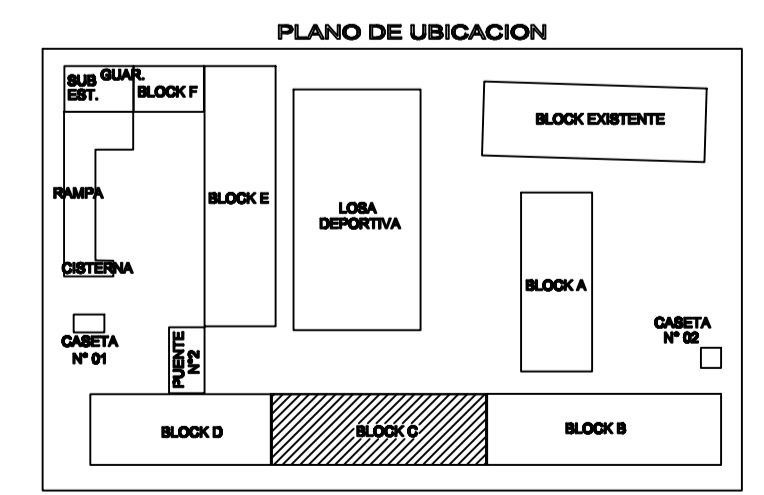 PLANO DE UBICACION
SUB
EST.
GUAR.
BLOCK F
BLOCK EXISTENTE
RAMPA
BLOCK E
LOSA
DEPORTIVA
CISTERNA
BLOCK A
CASETA
N° 01
PUENTE
N°2
CASETA
N° 02
BLOCK D
BLOCK C
BLOCK B